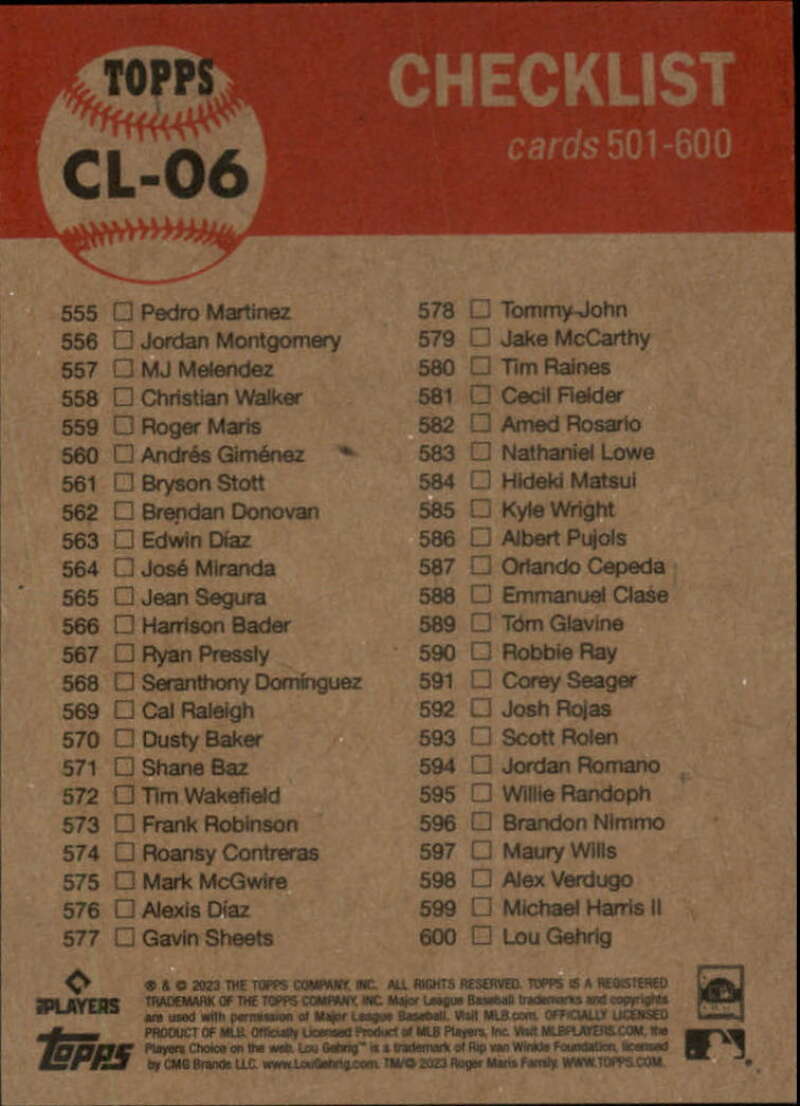 TOPPS
CL-06
CHECKLIST
cards 501-600
555 Pedro Martinez
556 Jordan Montgomery
557 MJ Melendez
558 Christian Walker
559 Roger Maris
560 Andrés Giménez
561 Bryson Stott
562 Brendan Donovan
563 Edwin Díaz
564 José Miranda
565 Jean Segura
566 Harrison Bader
567 Ryan Pressly
568 Seranthony Domínguez
569 Cal Raleigh
570 Dusty Baker
571 Shane Baz
572 Tim Wakefield
573 Frank Robinson
574 Roansy Contreras
575 Mark McGwire
576 Alexis Díaz
577 Gavin Sheets
578 Tommy John
579 Jake McCarthy
580 Tim Raines
581 Cecil Fielder
582 Amed Rosario
583 Nathaniel Lowe
584 Hideki Matsui
585 Kyle Wright
586 Albert Pujols
587 Orlando Cepeda
588 Emmanuel Clase
589 Tom Glavine
590 Robbie Ray
591 Corey Seager
592 Josh Rojas
593 Scott Rolen
594 Jordan Romano
595 Willie Randoph
596 Brandon Nimmo
597 Maury Wills
598 Alex Verdugo
599 Michael Harris II
600 Lou Gehrig
PLAYERS
Topps
® & © 2023 THE TOPPS COMPANY, INC. ALL RIGHTS RESERVED. TOPPS IS A REGISTERED
TRADEMARK OF THE TOPPS COMPANY, INC. Major League Baseball trademarks and copyrights
are used with permission of Major League Baseball. Visit MLB.com. OFFICIALLY LICENSED
PRODUCT OF MLB. Officially Licensed Product of MLB Players, Inc. Visit MLBPLAYERS.COM, the
Players Choice on the web. Lou Gehrig™ is a trademark of Rip van Winkle Foundation, licensed
by CMG Brands LLC. www.LouGehrig.com. TM/© 2023 Roger Maris Family. WWW.TOPPS.COM.